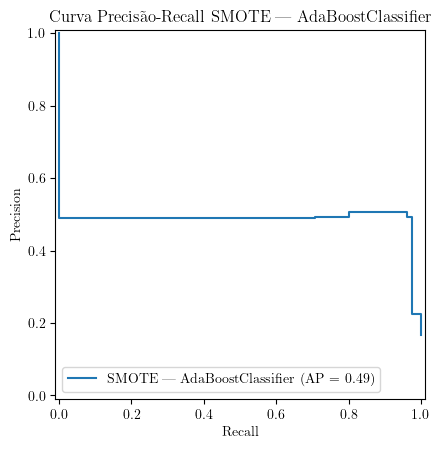 Curva Precisão-Recall SMOTE — AdaBoostClassifier
1.0
0.8
0.6
0.4
0.2
0.0
Precision
SMOTE — AdaBoostClassifier (AP = 0.49)
0.0 0.2 0.4 0.6 0.8 1.0
Recall